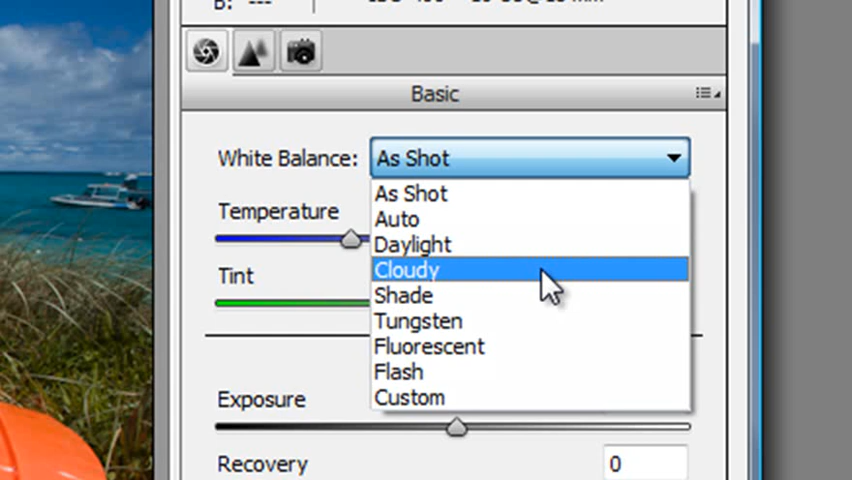 B: ---
Basic
White Balance: As Shot
As Shot
Auto
Temperature
Daylight
Cloudy
Tint
Shade
Tungsten
Fluorescent
Flash
Custom
Exposure
Recovery 0